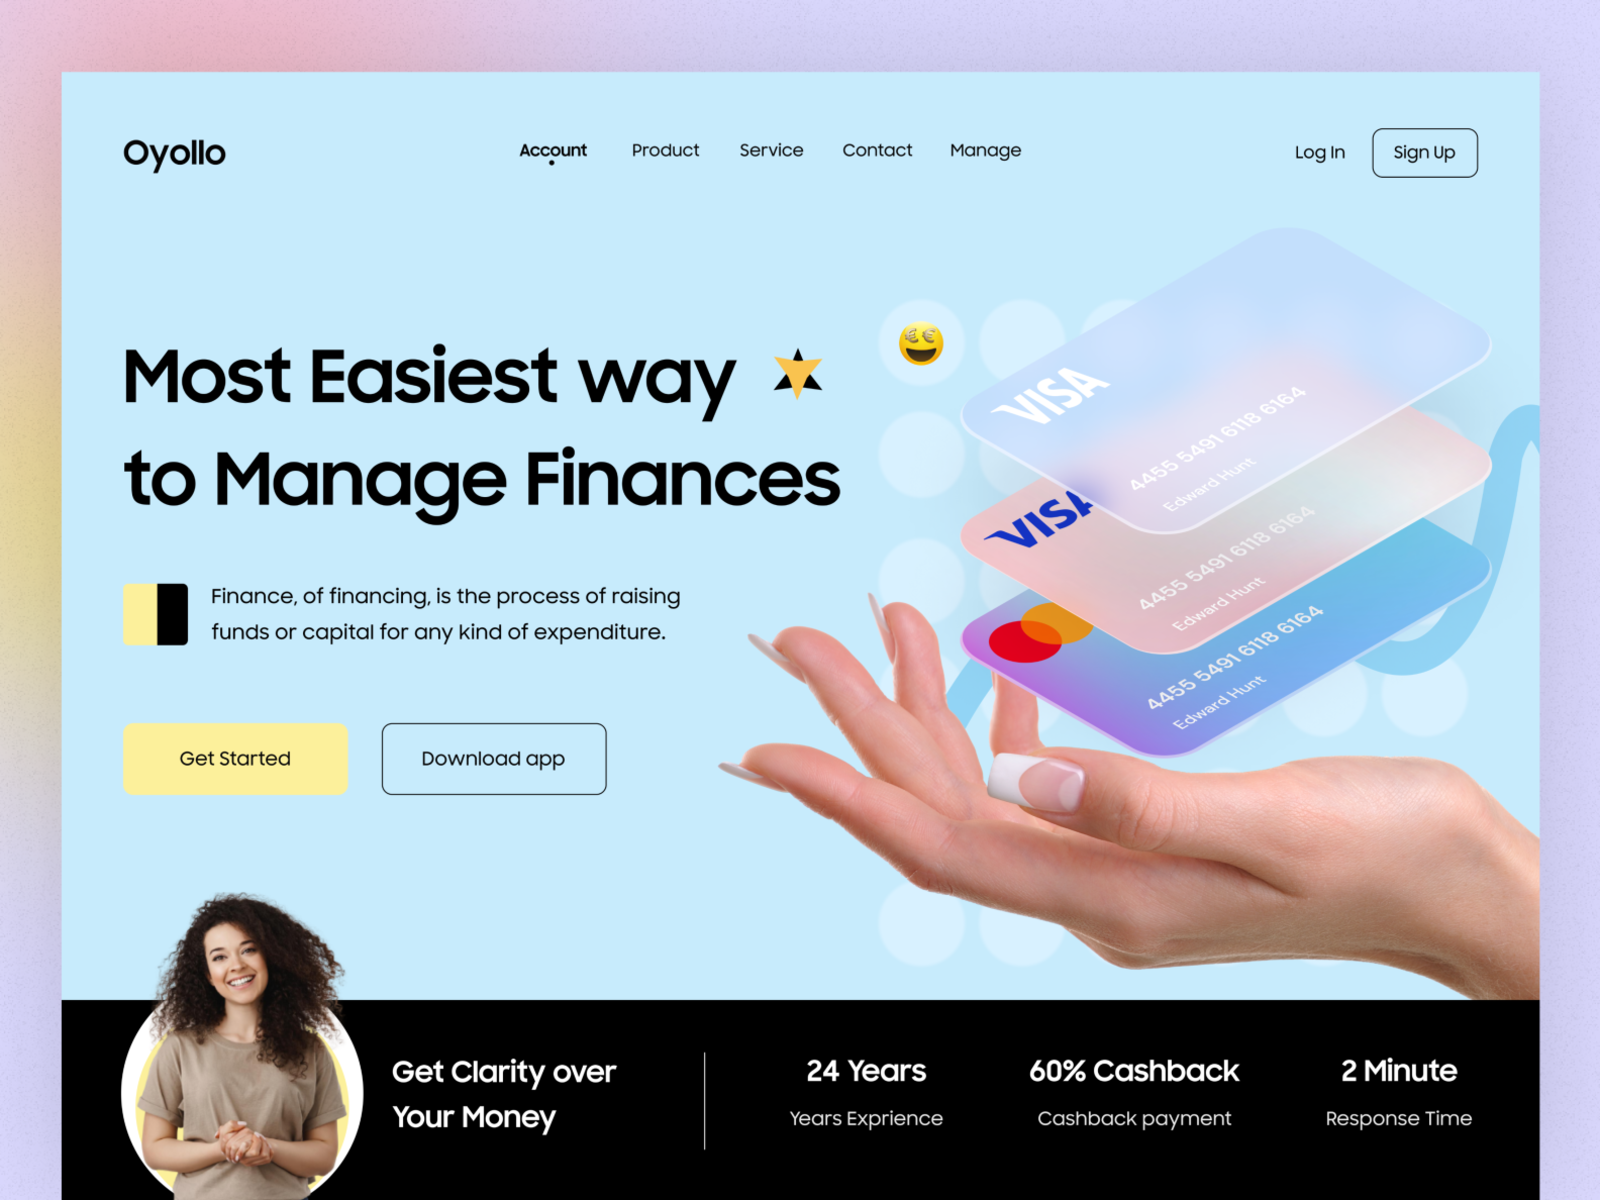 Oyollo
Account
Product
Service
Contact
Manage
Log In
Sign Up
Most Easiest way
to Manage Finances
Finance, of financing, is the process of raising
funds or capital for any kind of expenditure.
Get Started
Download app
VISA
4455 5491 6118 6164
Edward Hunt
VISA
4455 5491 6118 6164
Edward Hunt
4455 5491 6118 6164
Edward Hunt
Get Clarity over
Your Money
24 Years
Years Exprience
60% Cashback
Cashback payment
2 Minute
Response Time